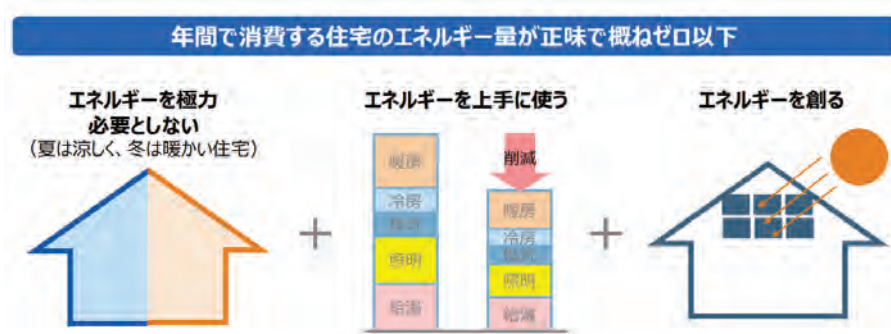 年間で消費する住宅のエネルギー量が正味で概ねゼロ以下
エネルギーを極力
必要としない
(夏は涼しく、冬は暖かい住宅)
エネルギーを上手に使う
エネルギーを創る
暖房
冷房
換気
照明
給湯
削減
暖房
冷房
換気
照明
給湯